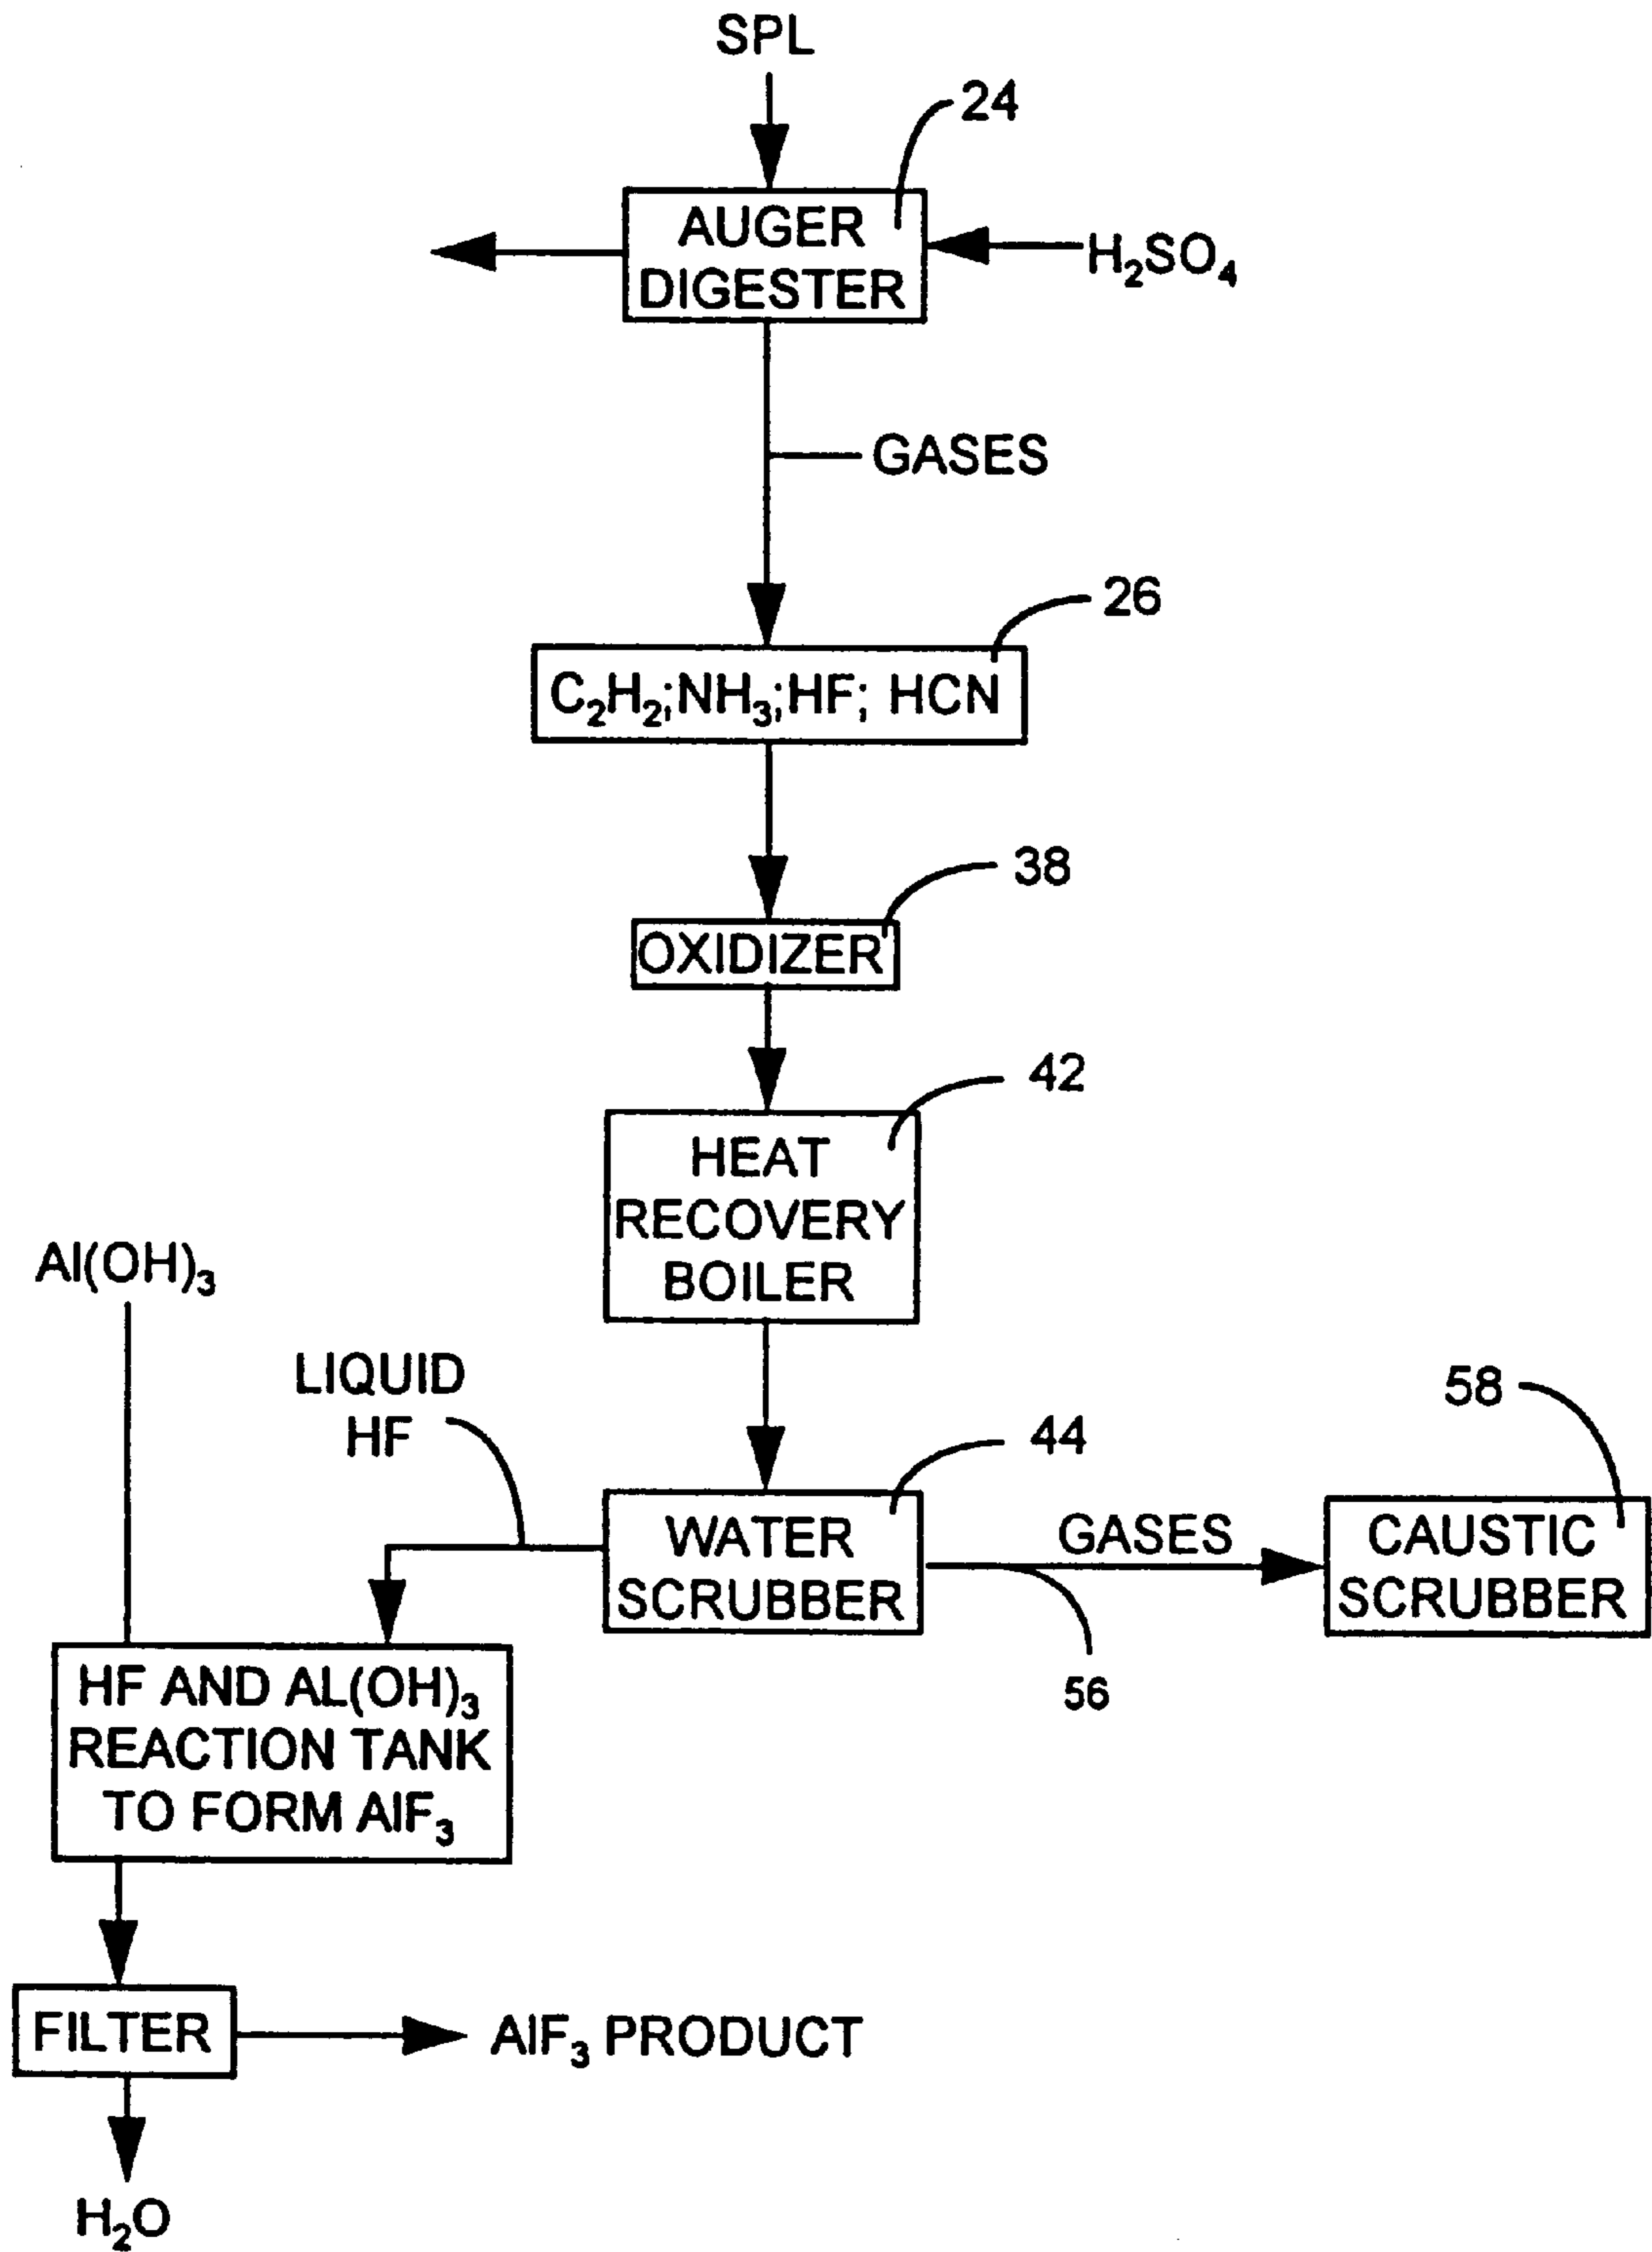 SPL
24
AUGER
DIGESTER
H₂SO₄
GASES
26
C₂H₂;NH₃;HF; HCN
38
OXIDIZER
42
HEAT
RECOVERY
BOILER
Al(OH)₃
LIQUID
HF
44
WATER
SCRUBBER
GASES
56
58
CAUSTIC
SCRUBBER
HF AND AL(OH)₃
REACTION TANK
TO FORM AlF₃
FILTER
AlF₃ PRODUCT
H₂O